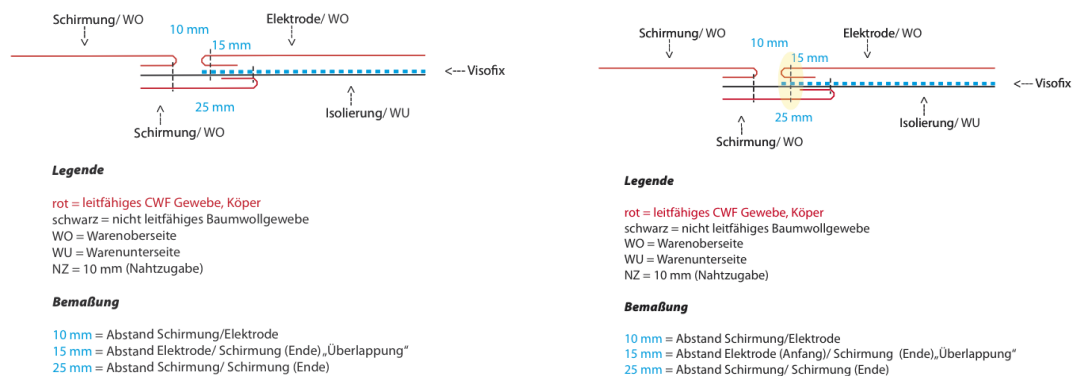 Schirmung/ WO
Elektrode/ WO
10 mm
15 mm
<--- Visofix
25 mm
Isolierung/ WU
Schirmung/ WO
Legende
rot = leitfähiges CWF Gewebe, Köper
schwarz = nicht leitfähiges Baumwollgewebe
WO = Warenoberseite
WU = Warenunterseite
NZ = 10 mm (Nahtzugabe)
Bemaßung
10 mm = Abstand Schirmung/Elektrode
15 mm = Abstand Elektrode/ Schirmung (Ende)„Überlappung“
25 mm = Abstand Schirmung/ Schirmung (Ende)
Schirmung/ WO
Elektrode/ WO
10 mm
15 mm
<--- Visofix
25 mm
Isolierung/ WU
Schirmung/ WO
Legende
rot = leitfähiges CWF Gewebe, Köper
schwarz = nicht leitfähiges Baumwollgewebe
WO = Warenoberseite
WU = Warenunterseite
NZ = 10 mm (Nahtzugabe)
Bemaßung
10 mm = Abstand Schirmung/Elektrode
15 mm = Abstand Elektrode (Anfang)/ Schirmung (Ende)„Überlappung“
25 mm = Abstand Schirmung/ Schirmung (Ende)